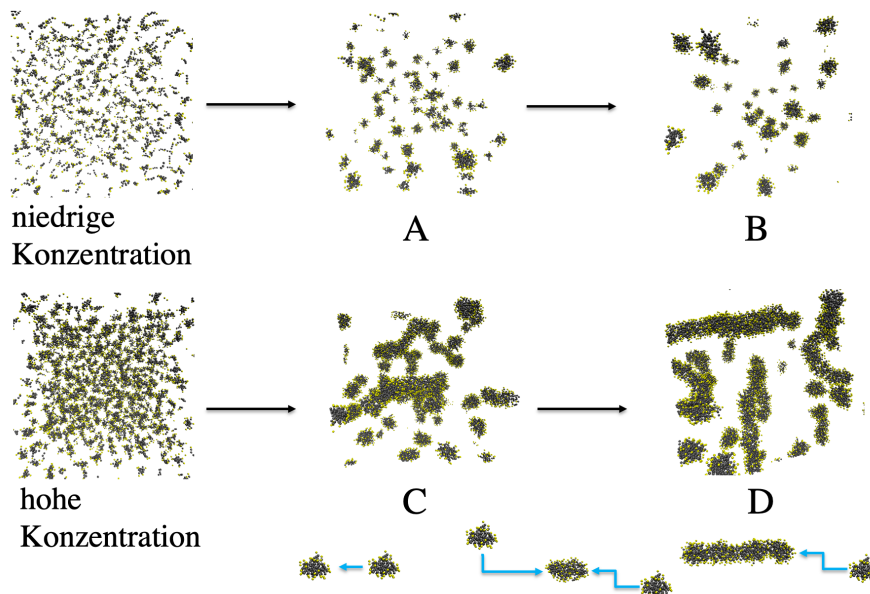 niedrige
Konzentration
A
B
hohe
Konzentration
C
D